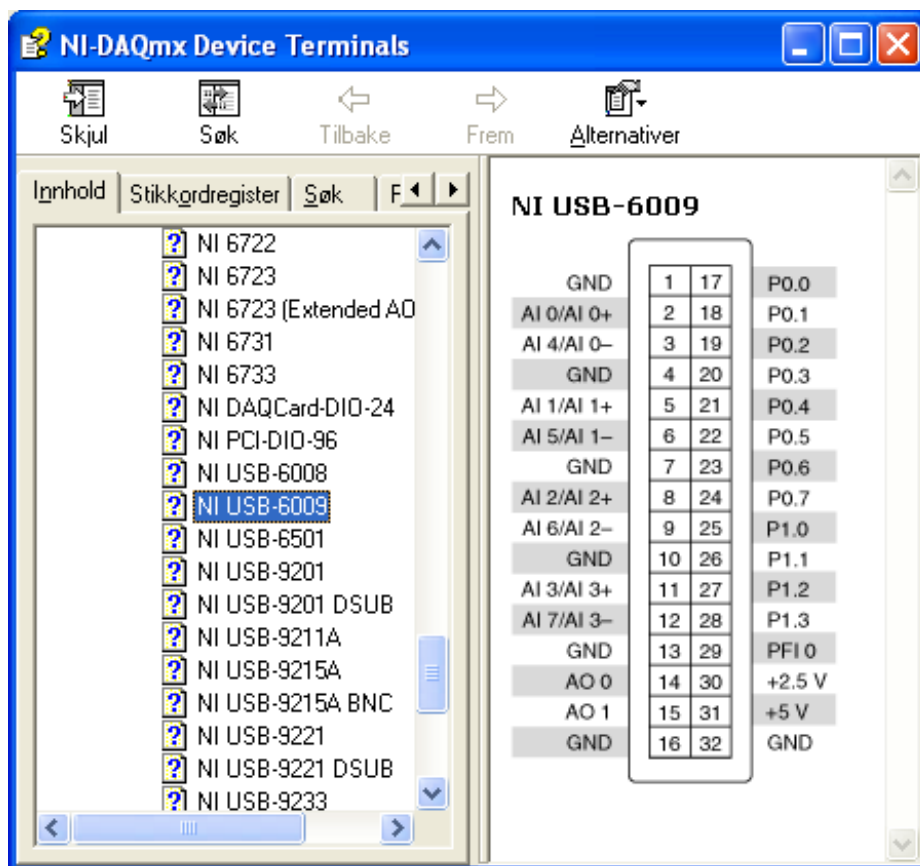 NI-DAQmx Device Terminals
Skjul Søk Tilbake Frem Alternativer
Innhold Stikkordregister Søk F
NI 6722
NI 6723
NI 6723 (Extended AO
NI 6731
NI 6733
NI DAQCard-DIO-24
NI PCI-DIO-96
NI USB-6008
NI USB-6009
NI USB-6501
NI USB-9201
NI USB-9201 DSUB
NI USB-9211A
NI USB-9215A
NI USB-9215A BNC
NI USB-9221
NI USB-9221 DSUB
NI USB-9233
NI USB-6009
GND 1 17 P0.0
AI 0/AI 0+ 2 18 P0.1
AI 4/AI 0– 3 19 P0.2
GND 4 20 P0.3
AI 1/AI 1+ 5 21 P0.4
AI 5/AI 1– 6 22 P0.5
GND 7 23 P0.6
AI 2/AI 2+ 8 24 P0.7
AI 6/AI 2– 9 25 P1.0
GND 10 26 P1.1
AI 3/AI 3+ 11 27 P1.2
AI 7/AI 3– 12 28 P1.3
GND 13 29 PFI 0
AO 0 14 30 +2.5 V
AO 1 15 31 +5 V
GND 16 32 GND